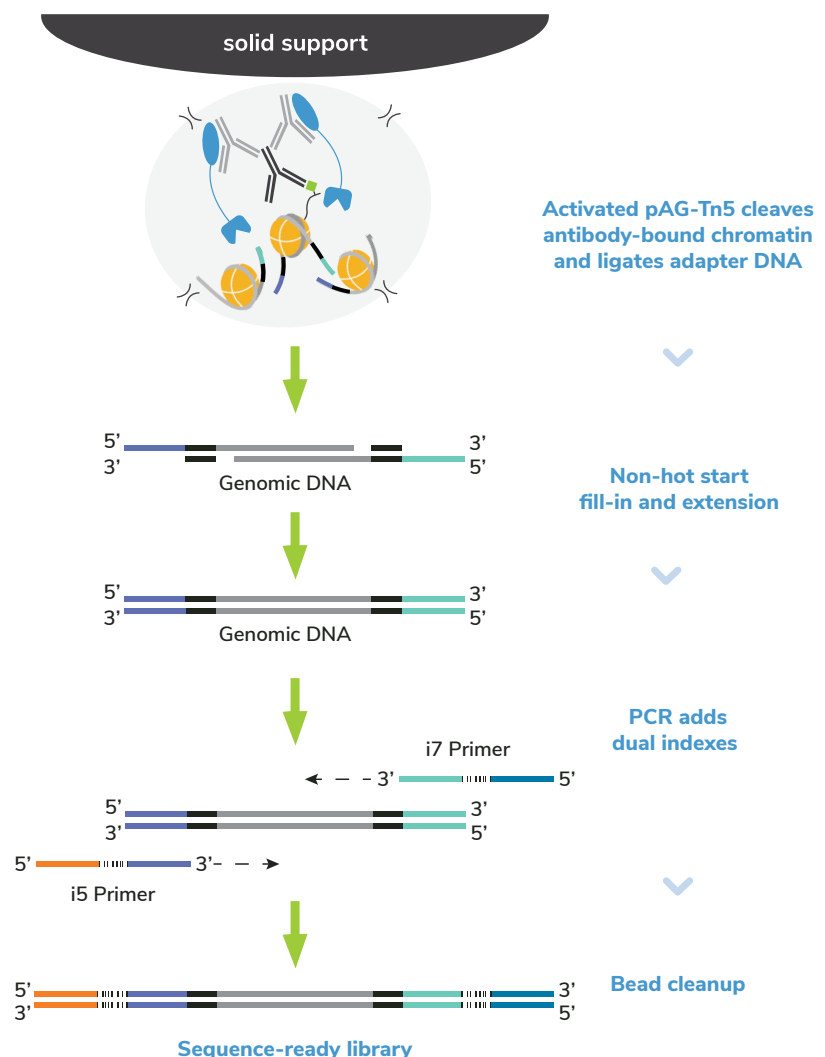 solid support
Activated pAG-Tn5 cleaves
antibody-bound chromatin
and ligates adapter DNA
5’
3’
3’
5’
Genomic DNA
Non-hot start
fill-in and extension
5’
3’
3’
5’
Genomic DNA
PCR adds
dual indexes
i7 Primer
3’
5’
5’
3’
3’
5’
5’
3’
i5 Primer
Bead cleanup
5’
3’
3’
5’
Sequence-ready library